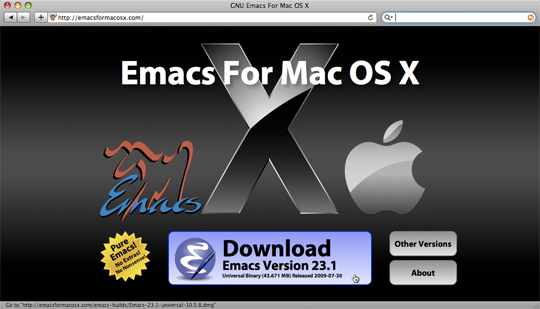 GNU Emacs For Mac OS X
http://emacsformacosx.com/
Emacs For Mac OS X
Emacs
Pure
Emacs!
No Extras!
No Nonsense!
Download
Emacs Version 23.1
Universal Binary (43.671 MB) Released 2009-07-30
Other Versions
About
Go to "http://emacsformacosx.com/emacs-builds/Emacs-23.1-universal-10.5.8.dmg"